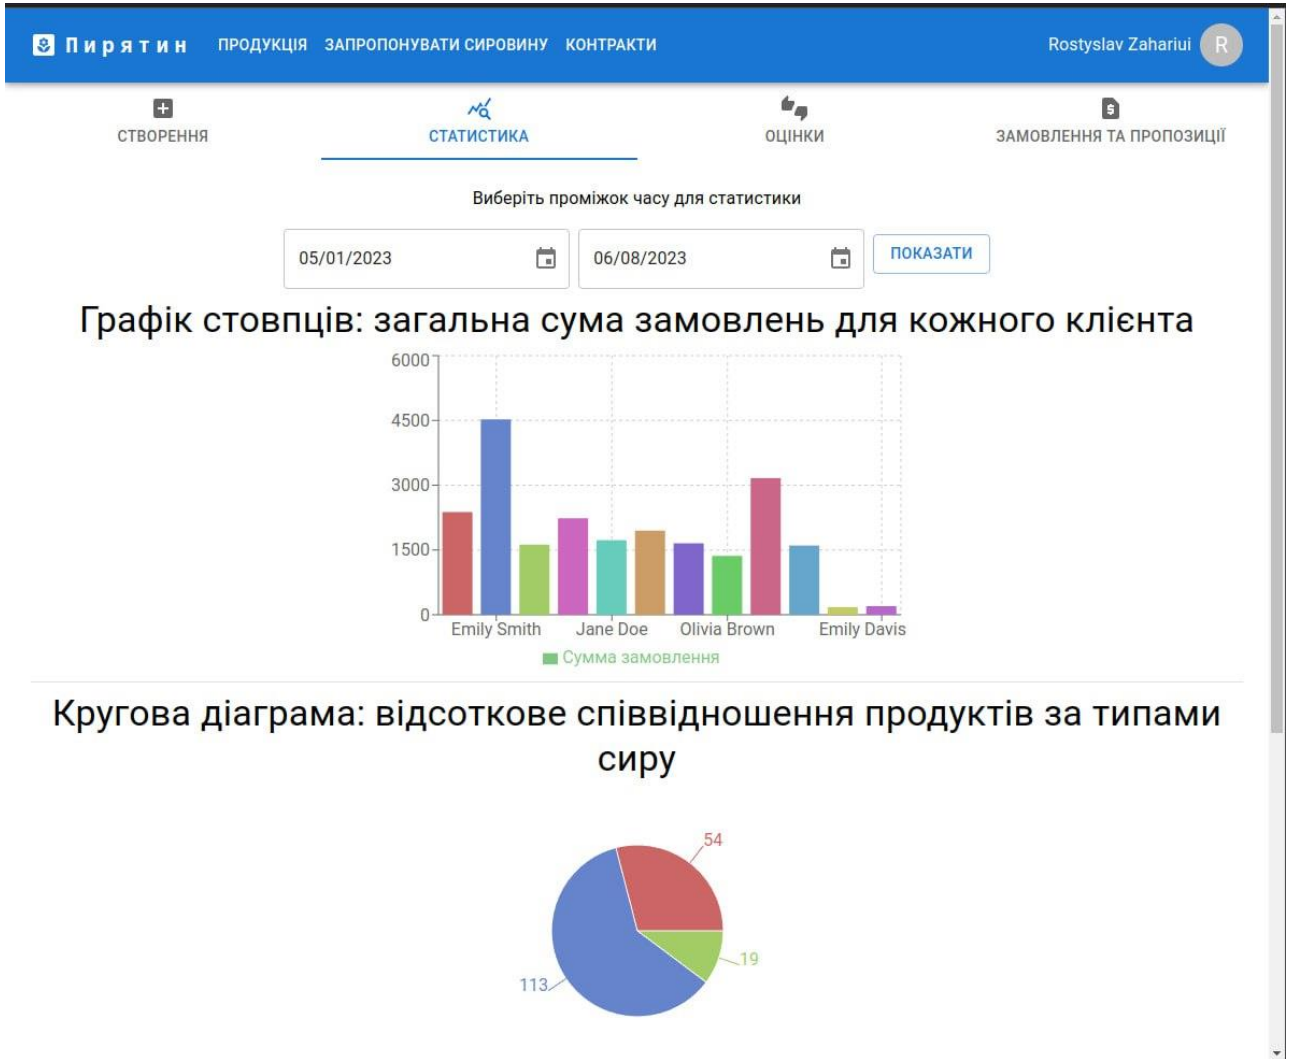 Пирятин ПРОДУКЦІЯ ЗАПРОПОНУВАТИ СИРОВИНУ КОНТРАКТИ Rostyslav Zahariui R
СТВОРЕННЯ СТАТИСТИКА ОЦІНКИ ЗАМОВЛЕННЯ ТА ПРОПОЗИЦІЇ
Виберіть проміжок часу для статистики
05/01/2023 06/08/2023 ПОКАЗАТИ
Графік стовпців: загальна сума замовлень для кожного клієнта
6000
4500
3000
1500
0
Emily Smith Jane Doe Olivia Brown Emily Davis
Сумма замовлення
Кругова діаграма: відсоткове співвідношення продуктів за типами
сиру
54
19
113